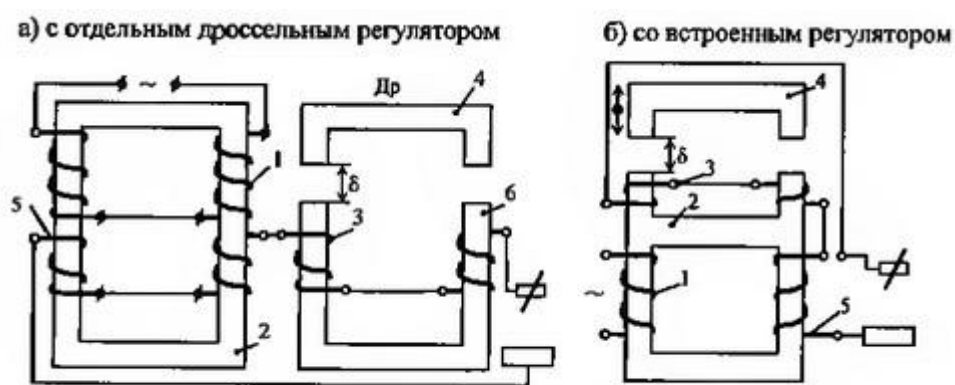 а) с отдельным дроссельным регулятором
б) со встроенным регулятором
~
Др
4
1
δ
5
6
3
2
4
δ
3
2
~
1
5